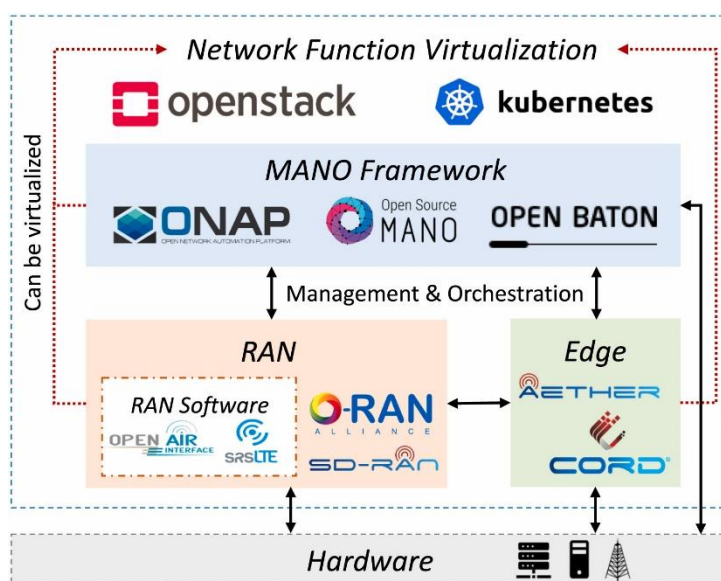 Network Function Virtualization
openstack
kubernetes
Can be virtualized
MANO Framework
ONAP
OPEN NETWORK AUTOMATION PLATFORM
Open Source
MANO
OPEN BATON
Management & Orchestration
RAN
RAN Software
OPEN AIR
INTERFACE
SRSLTE
O-RAN
ALLIANCE
SD-RAN
Edge
AETHER
CORD®
Hardware